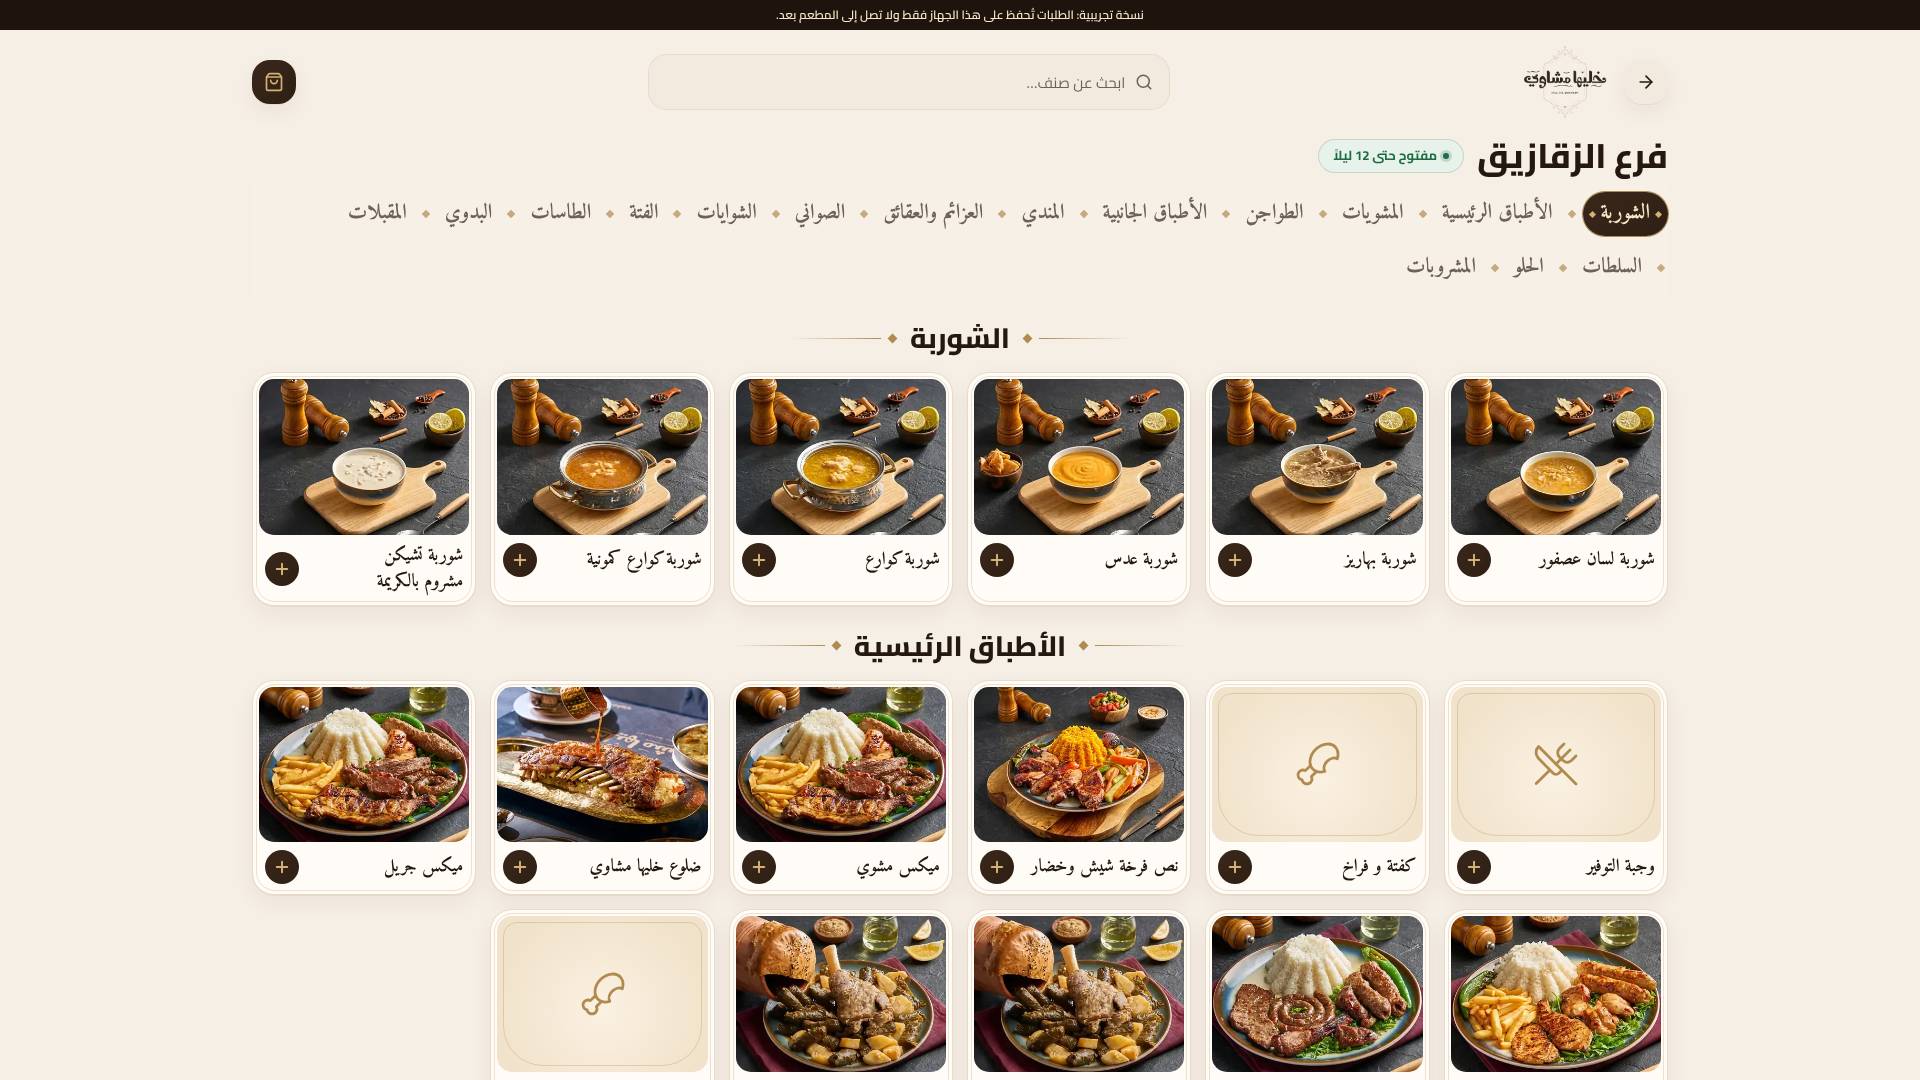 نسخة تجريبية: الطلبات تُحفظ على هذا الجهاز فقط ولا تصل إلى المطعم بعد.
خليها مشاوي
ابحث عن صنف...
فرع الزقازيق
مفتوح حتى 12 ليلاً
الشوربة
الأطباق الرئيسية
المشويات
الطواجن
الأطباق الجانبية
المندي
العزائم والعقائق
الصواني
الشوايات
الفتة
الطاسات
البدوي
المقبلات
السلطات
الحلو
المشروبات
الشوربة
شوربة لسان عصفور
شوربة بهاريز
شوربة عدس
شوربة كوارع
شوربة كوارع كمونية
شوربة تشيكن
مشروم بالكريمة
الأطباق الرئيسية
وجبة التوفير
كفتة و فراخ
نص فرخة شيش وخضار
ميكس مشوي
ضلوع خليها مشاوي
ميكس جريل